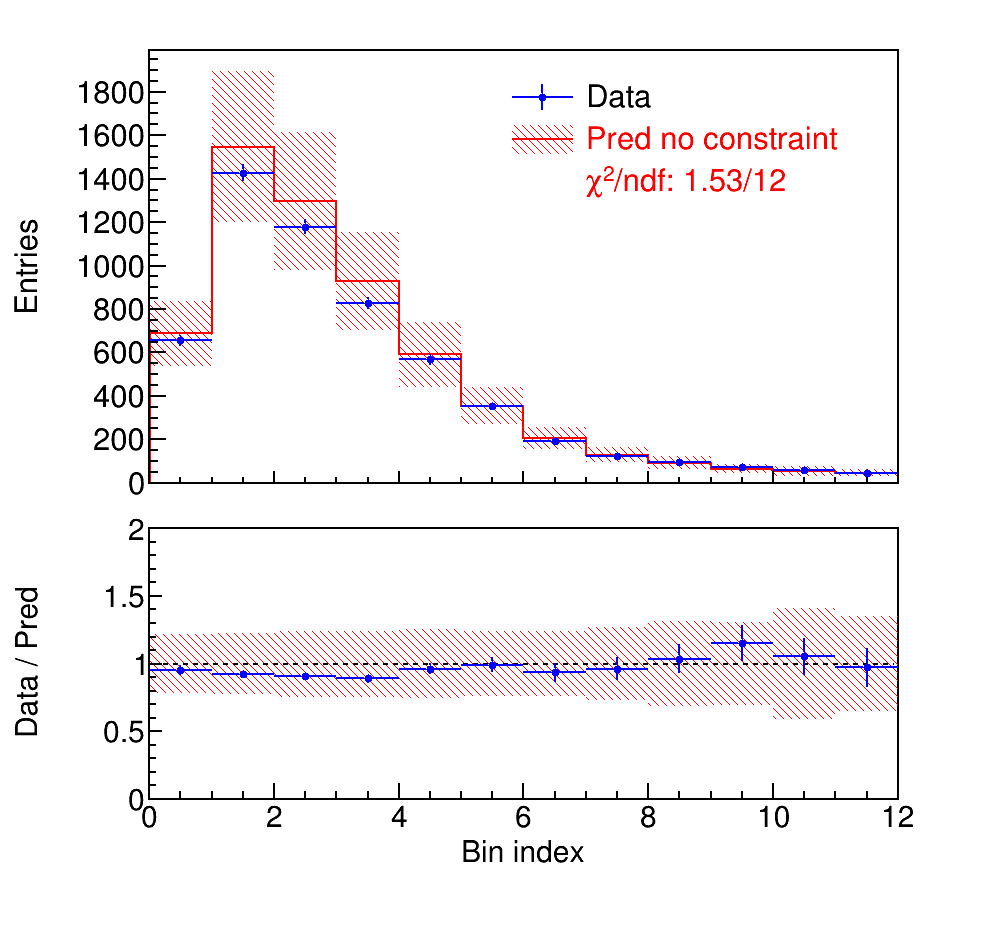 1800
1600
1400
1200
1000
800
600
400
200
0
Entries
Data
Pred no constraint
χ²/ndf: 1.53/12
2
1.5
1
0.5
0
Data / Pred
0 2 4 6 8 10 12
Bin index